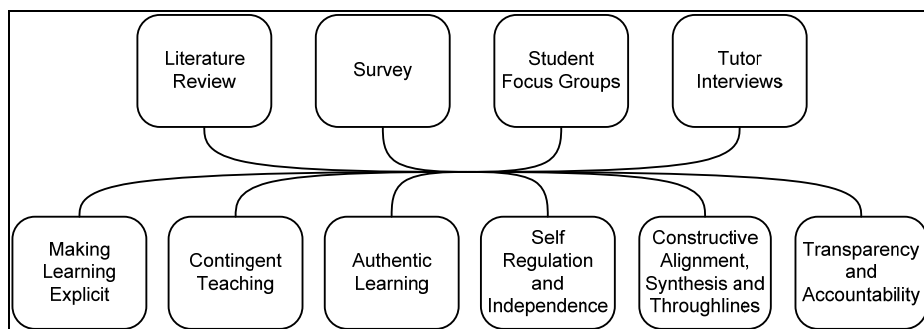 Literature
Review
Survey
Student
Focus Groups
Tutor
Interviews
Making
Learning
Explicit
Contingent
Teaching
Authentic
Learning
Self
Regulation
and
Independence
Constructive
Alignment,
Synthesis and
Throughlines
Transparency
and
Accountability